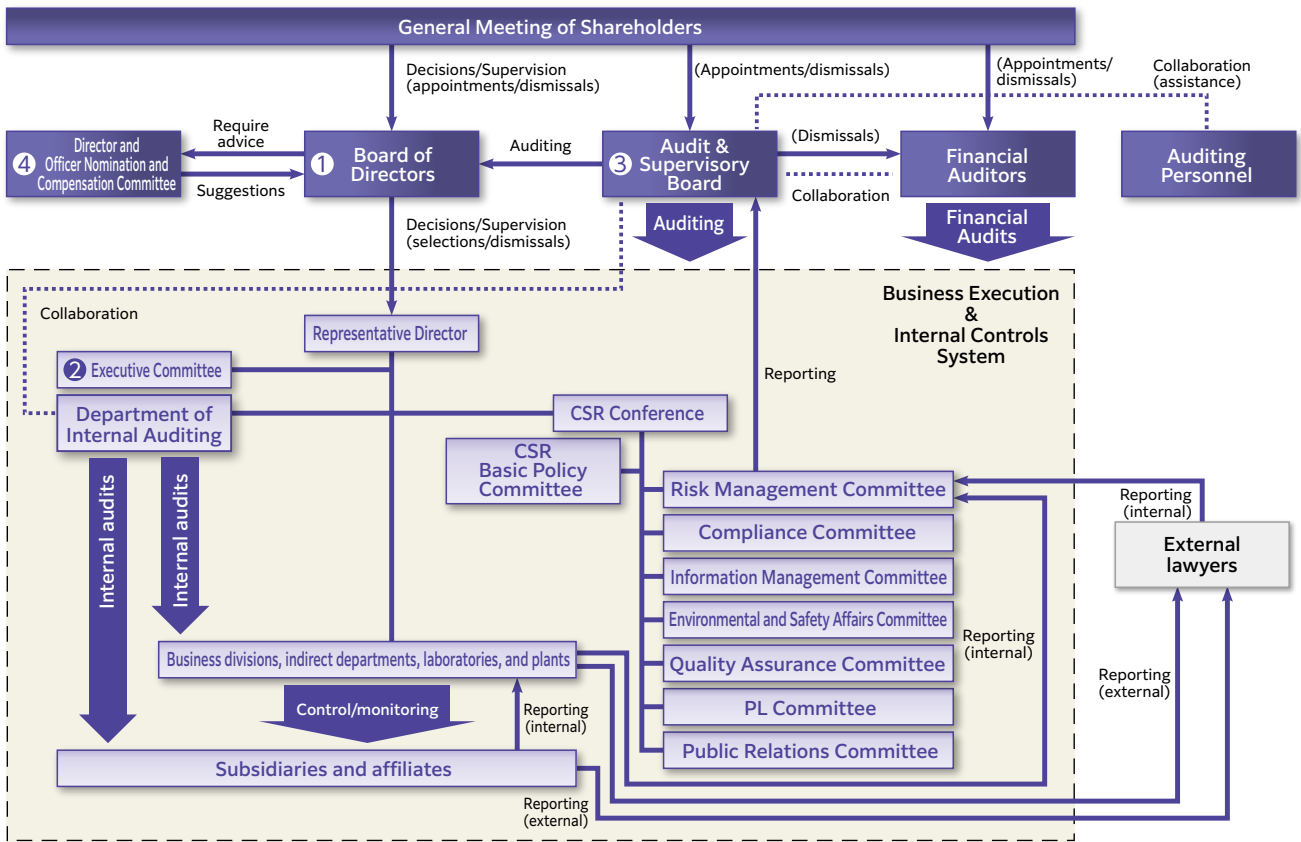 General Meeting of Shareholders
Decisions/Supervision
(appointments/dismissals)
(Appointments/dismissals)
(Appointments/
dismissals)
Collaboration
(assistance)
4
Director and
Officer Nomination and
Compensation Committee
Require
advice
Suggestions
1
Board of
Directors
Auditing
3
Audit &
Supervisory
Board
(Dismissals)
Collaboration
Financial
Auditors
Auditing
Personnel
Decisions/Supervision
(selections/dismissals)
Auditing
Financial
Audits
Business Execution
&
Internal Controls
System
Collaboration
Representative Director
2
Executive Committee
Reporting
Department of
Internal Auditing
CSR Conference
CSR
Basic Policy
Committee
Internal audits
Internal audits
Risk Management Committee
Compliance Committee
Information Management Committee
Environmental and Safety Affairs Committee
Quality Assurance Committee
PL Committee
Public Relations Committee
Reporting
(internal)
External
lawyers
Reporting
(internal)
Reporting
(external)
Business divisions, indirect departments, laboratories, and plants
Control/monitoring
Reporting
(internal)
Subsidiaries and affiliates
Reporting
(external)